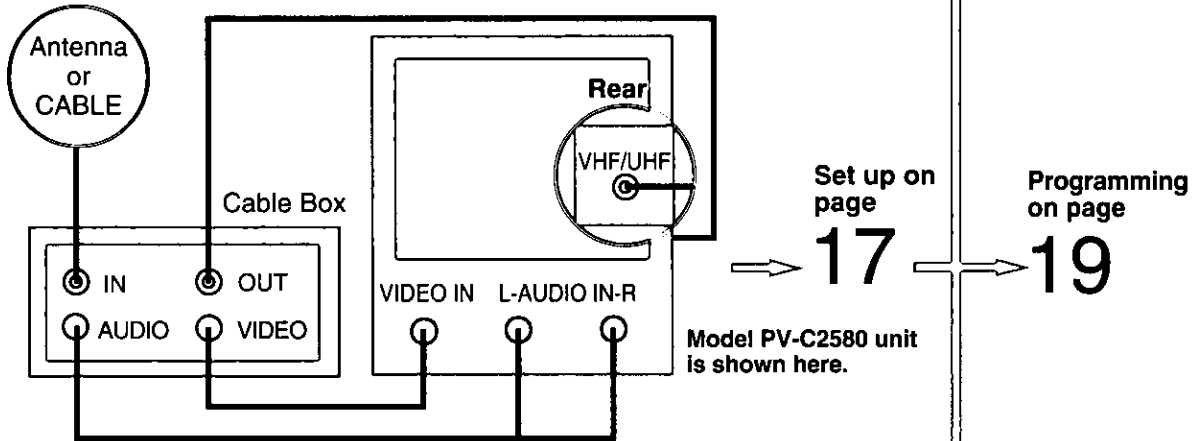 Antenna
or
CABLE
Rear
VHF/UHF
Cable Box
IN
OUT
AUDIO
VIDEO
VIDEO IN L-AUDIO IN-R
Model PV-C2580 unit
is shown here.
Set up on
page
17
Programming
on page
19